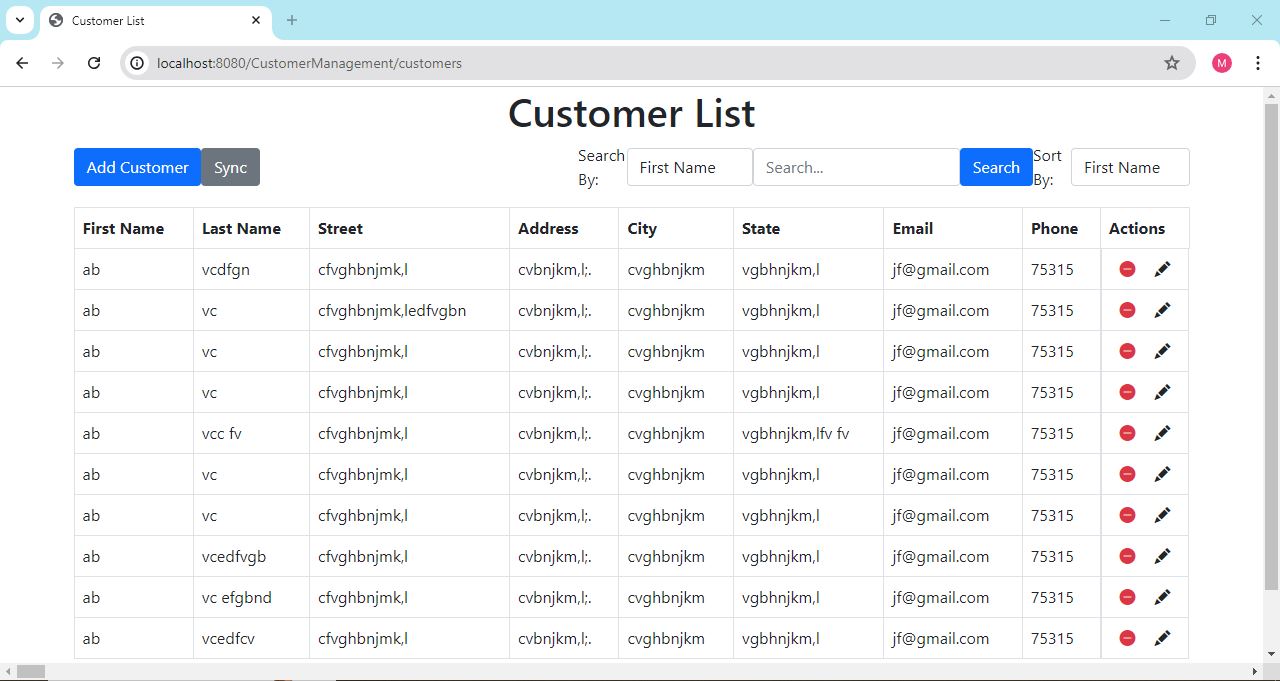 Customer List
localhost:8080/CustomerManagement/customers
M
Customer List
Add Customer Sync Search By: First Name Search... Search Sort By: First Name
First Name Last Name Street Address City State Email Phone Actions
ab vcdfgn cfvghbnjmk,l cvbnjkm,l;. cvghbnjkm vgbhnjkm,l jf@gmail.com 75315
ab vc cfvghbnjmk,ledfvgbn cvbnjkm,l;. cvghbnjkm vgbhnjkm,l jf@gmail.com 75315
ab vc cfvghbnjmk,l cvbnjkm,l;. cvghbnjkm vgbhnjkm,l jf@gmail.com 75315
ab vc cfvghbnjmk,l cvbnjkm,l;. cvghbnjkm vgbhnjkm,l jf@gmail.com 75315
ab vcc fv cfvghbnjmk,l cvbnjkm,l;. cvghbnjkm vgbhnjkm,lfv fv jf@gmail.com 75315
ab vc cfvghbnjmk,l cvbnjkm,l;. cvghbnjkm vgbhnjkm,l jf@gmail.com 75315
ab vc cfvghbnjmk,l cvbnjkm,l;. cvghbnjkm vgbhnjkm,l jf@gmail.com 75315
ab vcedfvgb cfvghbnjmk,l cvbnjkm,l;. cvghbnjkm vgbhnjkm,l jf@gmail.com 75315
ab vc efgbnd cfvghbnjmk,l cvbnjkm,l;. cvghbnjkm vgbhnjkm,l jf@gmail.com 75315
ab vcedfcv cfvghbnjmk,l cvbnjkm,l;. cvghbnjkm vgbhnjkm,l jf@gmail.com 75315